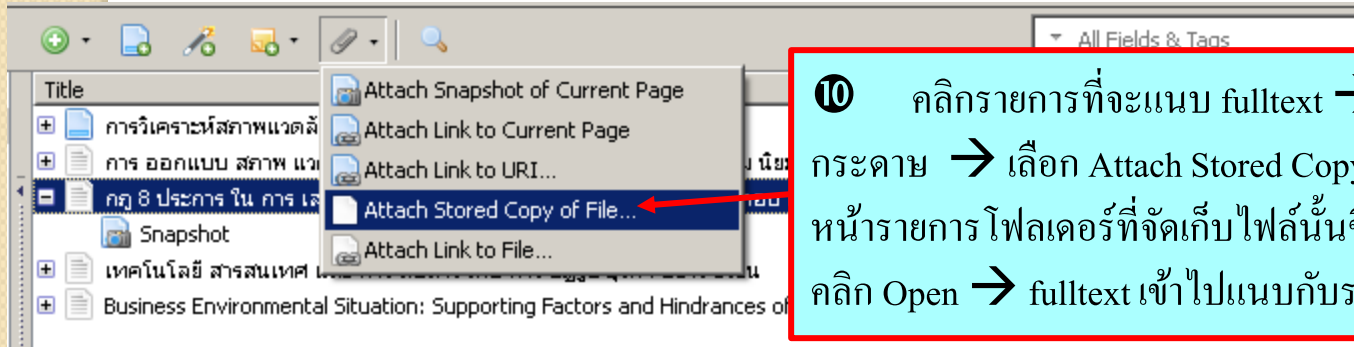 All Fields & Tags
Title
Attach Snapshot of Current Page
Attach Link to Current Page
Attach Link to URI...
Attach Stored Copy of File...
Attach Link to File...
การวิเคราะห์สภาพแวดล้
การ ออกแบบ สภาพ แว
กฎ 8 ประการ ใน การ เส
Snapshot
เทคโนโลยี สารสนเทศ
Business Environmental Situation: Supporting Factors and Hindrances of
❿ คลิกรายการที่จะแนบ fulltext →
กระดาษ → เลือก Attach Stored Copy
หน้ารายการโฟลเดอร์ที่จัดเก็บไฟล์นั้น
คลิก Open → fulltext เข้าไปแนบกับ